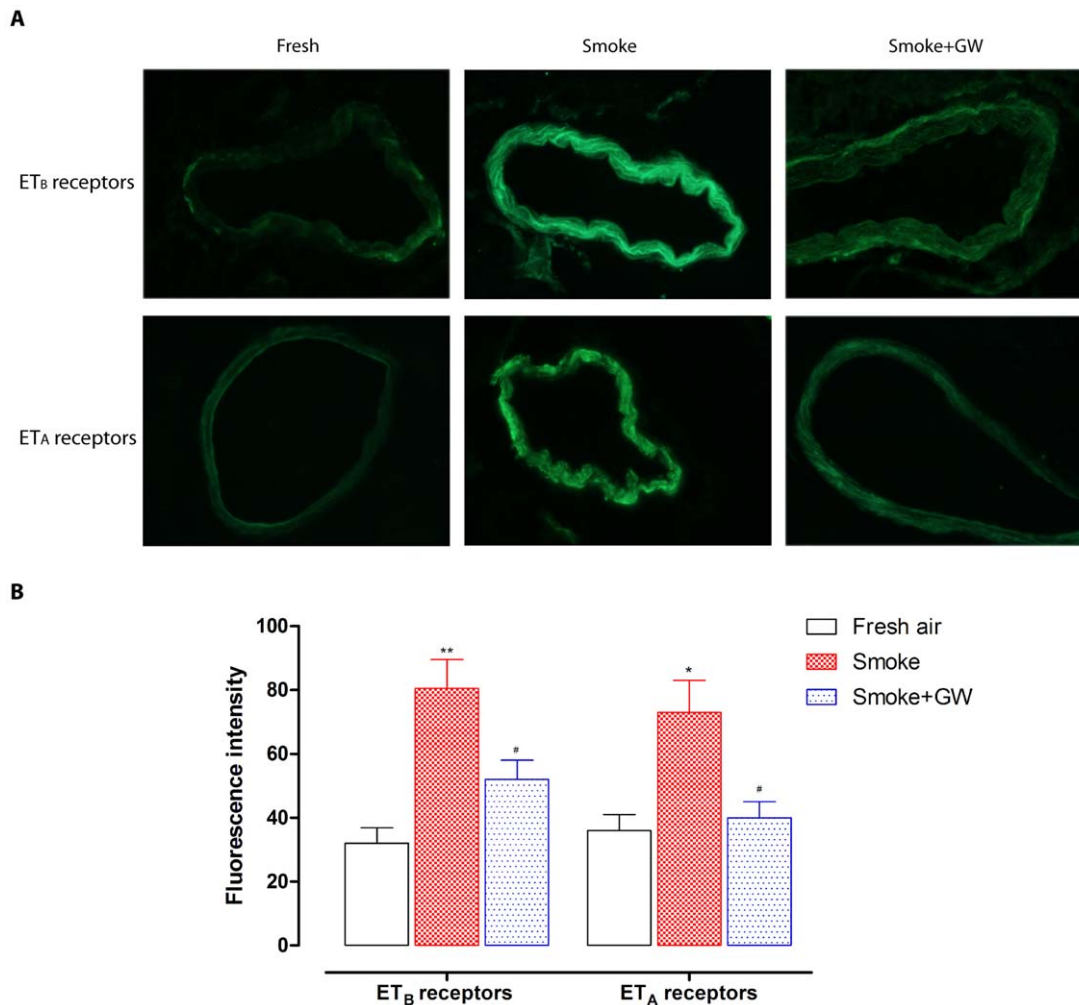 A
Fresh Smoke Smoke+GW
ETB receptors
ETA receptors
B
Fluorescence intensity
100
80
60
40
20
0
** # * #
Fresh air
Smoke
Smoke+GW
ETB receptors ETA receptors